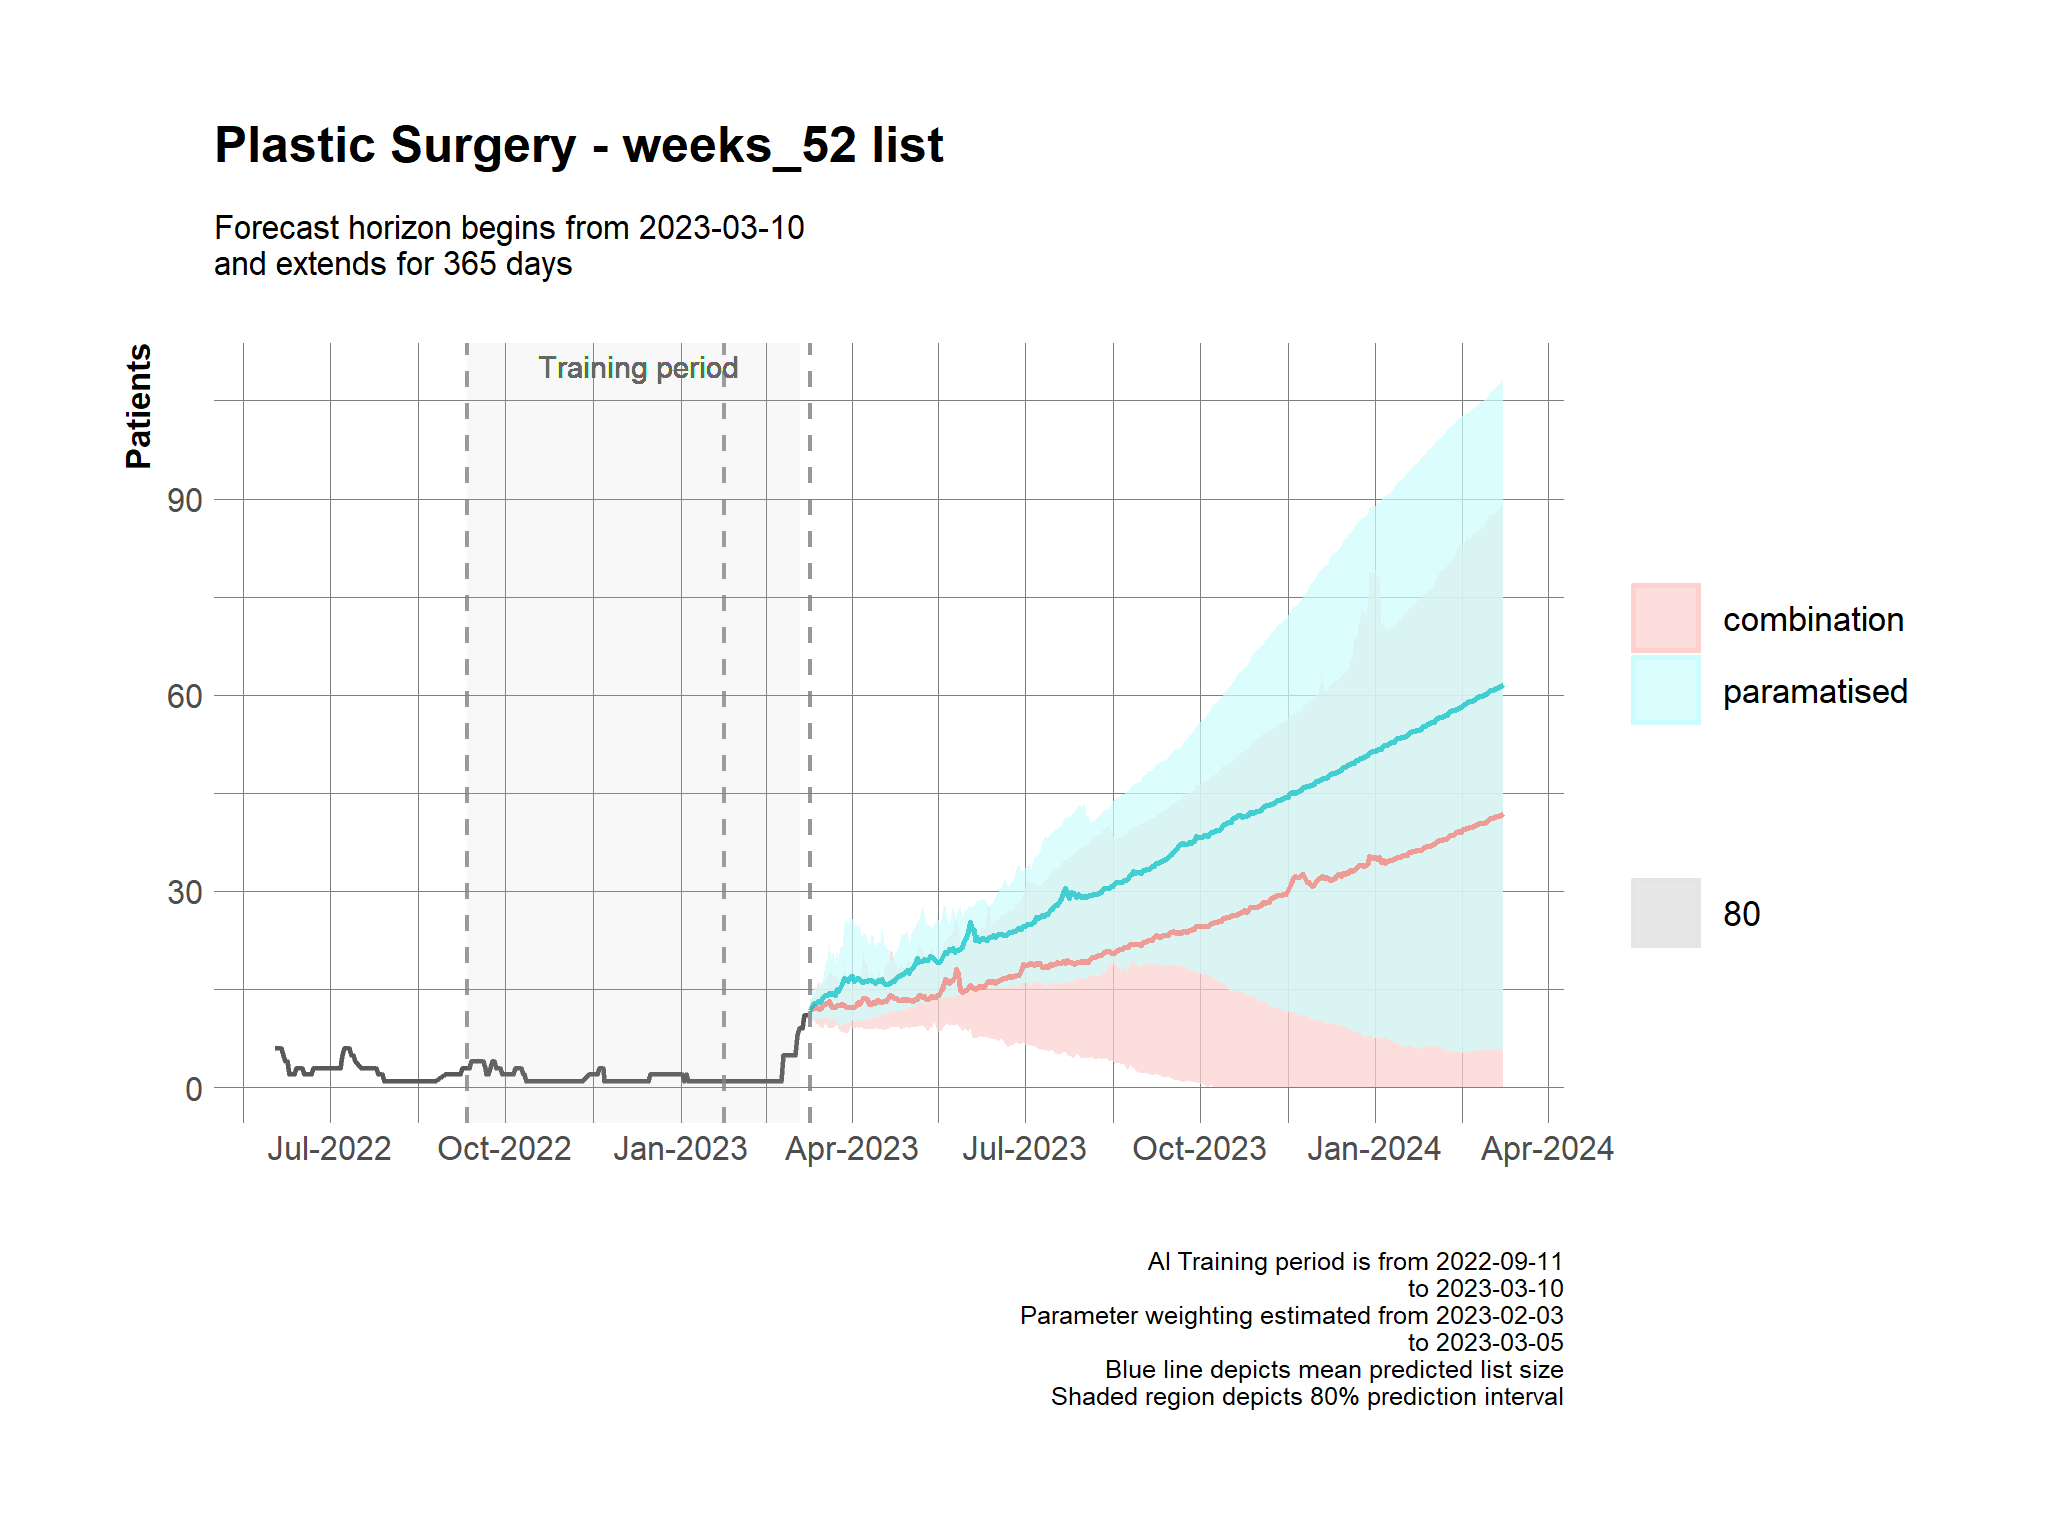 Plastic Surgery - weeks_52 list
Forecast horizon begins from 2023-03-10
and extends for 365 days
Patients
Training period
90
60
30
0
Jul-2022
Oct-2022
Jan-2023
Apr-2023
Jul-2023
Oct-2023
Jan-2024
Apr-2024
combination
paramatised
80
AI Training period is from 2022-09-11
to 2023-03-10
Parameter weighting estimated from 2023-02-03
to 2023-03-05
Blue line depicts mean predicted list size
Shaded region depicts 80% prediction interval